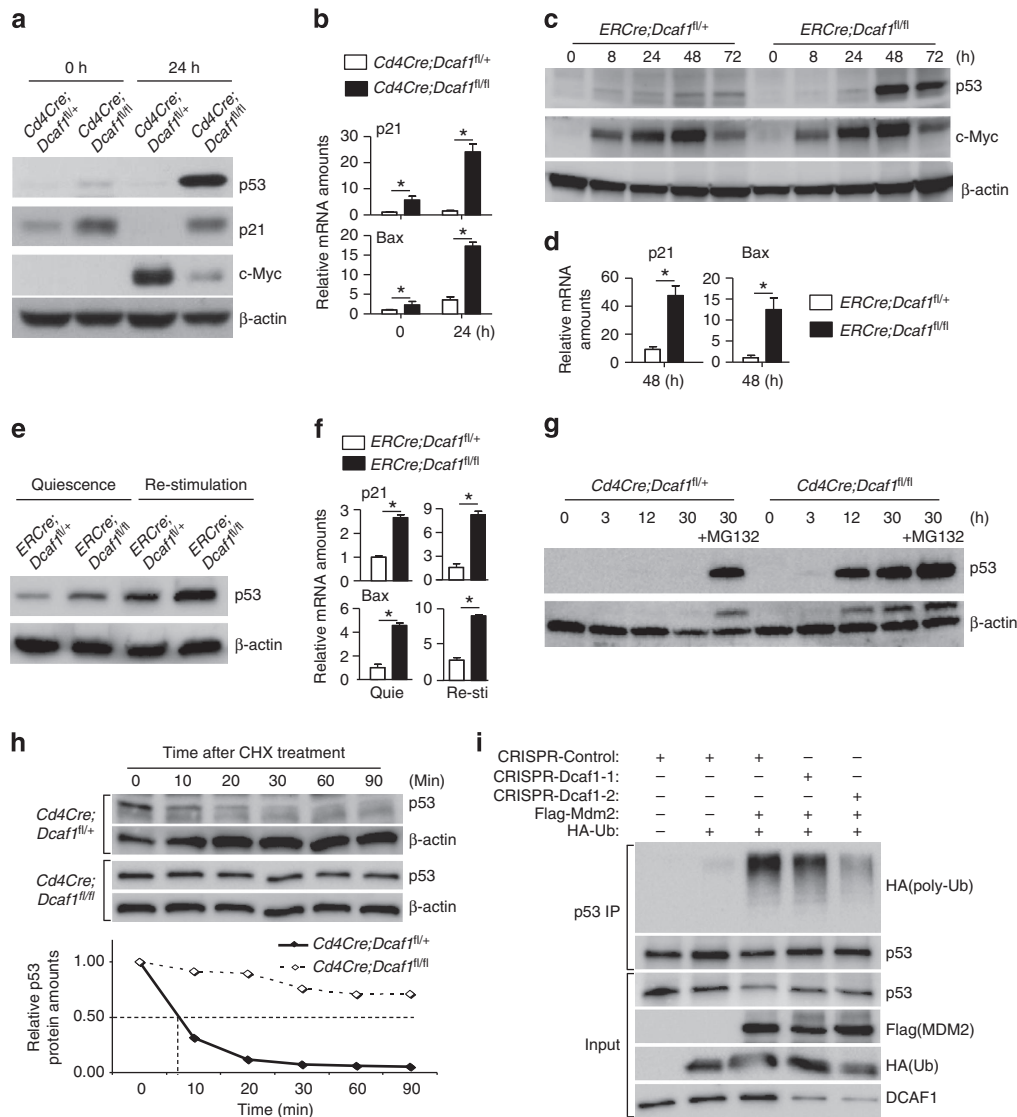 a
0 h 24 h
Cd4Cre; Dcaf1fl/+
Cd4Cre; Dcaf1fl/fl
Cd4Cre; Dcaf1fl/+
Cd4Cre; Dcaf1fl/fl
p53
p21
c-Myc
β-actin
b
Cd4Cre;Dcaf1fl/+
Cd4Cre;Dcaf1fl/fl
Relative mRNA amounts
p21
30
20
10
0
* *
Bax
20
15
10
5
0
* *
0 24 (h)
c
ERCre;Dcaf1fl/+ ERCre;Dcaf1fl/fl
0 8 24 48 72 0 8 24 48 72 (h)
p53
c-Myc
β-actin
d
Relative mRNA amounts
p21 Bax
60
40
20
0
*
48 (h)
20
15
10
5
0
*
48 (h)
ERCre;Dcaf1fl/+
ERCre;Dcaf1fl/fl
e
Quiescence Re-stimulation
ERCre; Dcaf1fl/+
ERCre; Dcaf1fl/fl
ERCre; Dcaf1fl/+
ERCre; Dcaf1fl/fl
p53
β-actin
f
ERCre;Dcaf1fl/+
ERCre;Dcaf1fl/fl
Relative mRNA amounts
p21
3
2
1
0
*
9
6
3
0
*
Bax
6
4
2
0
*
10
5
0
*
Quie Re-sti
g
Cd4Cre;Dcaf1fl/+ Cd4Cre;Dcaf1fl/fl
0 3 12 30 30 0 3 12 30 30 (h)
+MG132 +MG132
p53
β-actin
h
Time after CHX treatment
0 10 20 30 60 90 (Min)
Cd4Cre; Dcaf1fl/+
p53
β-actin
Cd4Cre; Dcaf1fl/fl
p53
β-actin
Cd4Cre;Dcaf1fl/+
Cd4Cre;Dcaf1fl/fl
Relative p53 protein amounts
1.00
0.50
0.00
0 10 20 30 60 90
Time (min)
i
CRISPR-Control: + + + – –
CRISPR-Dcaf1-1: – – – + –
CRISPR-Dcaf1-2: – – – – +
Flag-Mdm2: – – + + +
HA-Ub: – + + + +
p53 IP
HA(poly-Ub)
p53
Input
p53
Flag(MDM2)
HA(Ub)
DCAF1